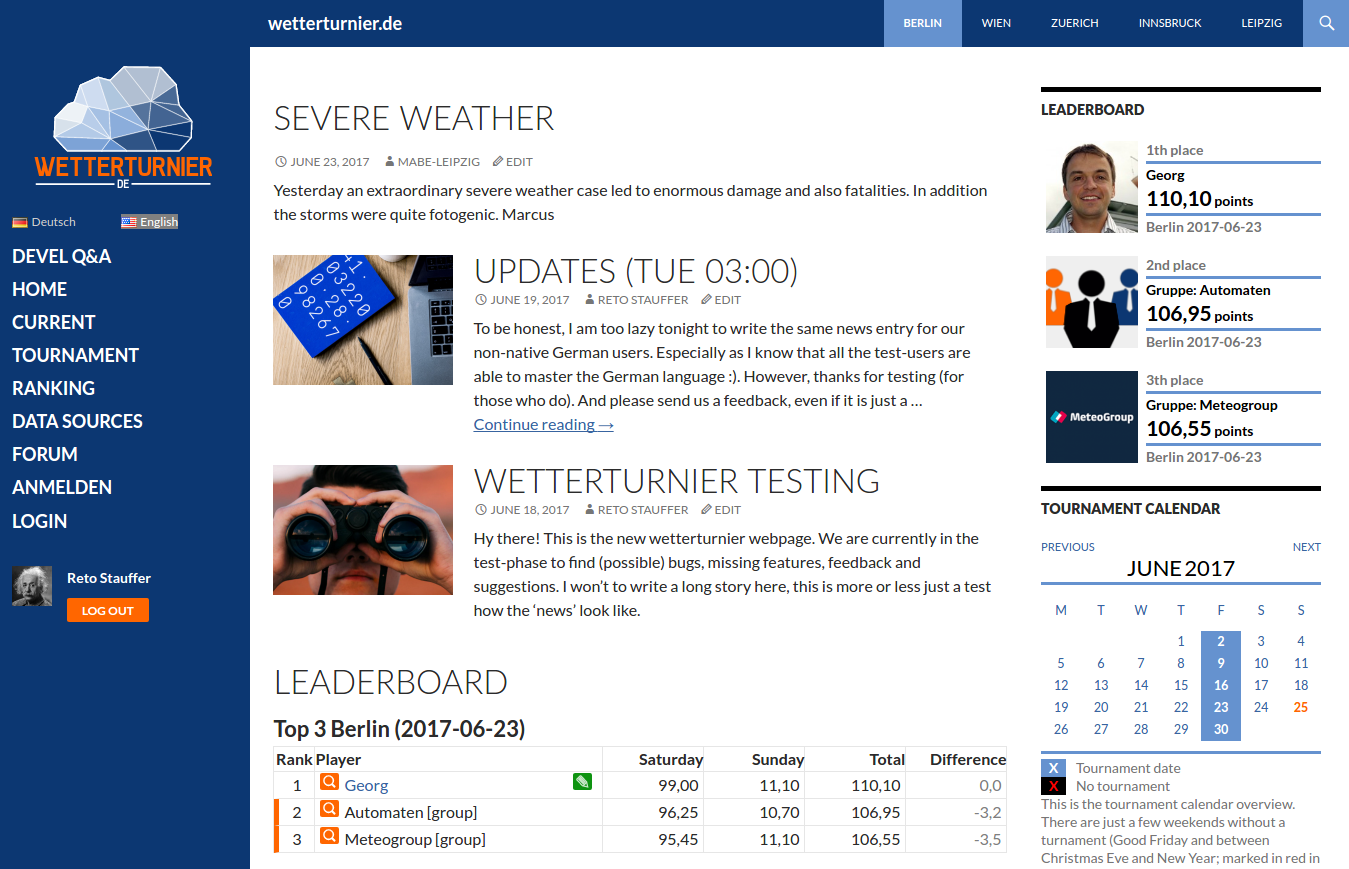 wetterturnier.de
BERLIN
WIEN
ZUERICH
INNSBRUCK
LEIPZIG
WETTERTURNIER
DE
Deutsch
English
DEVEL Q&A
HOME
CURRENT
TOURNAMENT
RANKING
DATA SOURCES
FORUM
ANMELDEN
LOGIN
Reto Stauffer
LOG OUT
SEVERE WEATHER
JUNE 23, 2017 MABE-LEIPZIG EDIT
Yesterday an extraordinary severe weather case led to enormous damage and also fatalities. In addition
the storms were quite fotogenic. Marcus
UPDATES (TUE 03:00)
JUNE 19, 2017 RETO STAUFFER EDIT
To be honest, I am too lazy tonight to write the same news entry for our
non-native German users. Especially as I know that all the test-users are
able to master the German language :). However, thanks for testing (for
those who do). And please send us a feedback, even if it is just a …
Continue reading →
WETTERTURNIER TESTING
JUNE 18, 2017 RETO STAUFFER EDIT
Hy there! This is the new wetterturnier webpage. We are currently in the
test-phase to find (possible) bugs, missing features, feedback and
suggestions. I won’t to write a long story here, this is more or less just a test
how the ‘news’ look like.
LEADERBOARD
Top 3 Berlin (2017-06-23)
Rank Player Saturday Sunday Total Difference
1 Georg 99,00 11,10 110,10 0,0
2 Automaten [group] 96,25 10,70 106,95 -3,2
3 Meteogroup [group] 95,45 11,10 106,55 -3,5
LEADERBOARD
1th place
Georg
110,10 points
Berlin 2017-06-23
2nd place
Gruppe: Automaten
106,95 points
Berlin 2017-06-23
MeteoGroup
3th place
Gruppe: Meteogroup
106,55 points
Berlin 2017-06-23
TOURNAMENT CALENDAR
PREVIOUS NEXT
JUNE 2017
M T W T F S S
1 2 3 4
5 6 7 8 9 10 11
12 13 14 15 16 17 18
19 20 21 22 23 24 25
26 27 28 29 30
X Tournament date
X No tournament
This is the tournament calendar overview.
There are just a few weekends without a
turnament (Good Friday and between
Christmas Eve and New Year; marked in red in